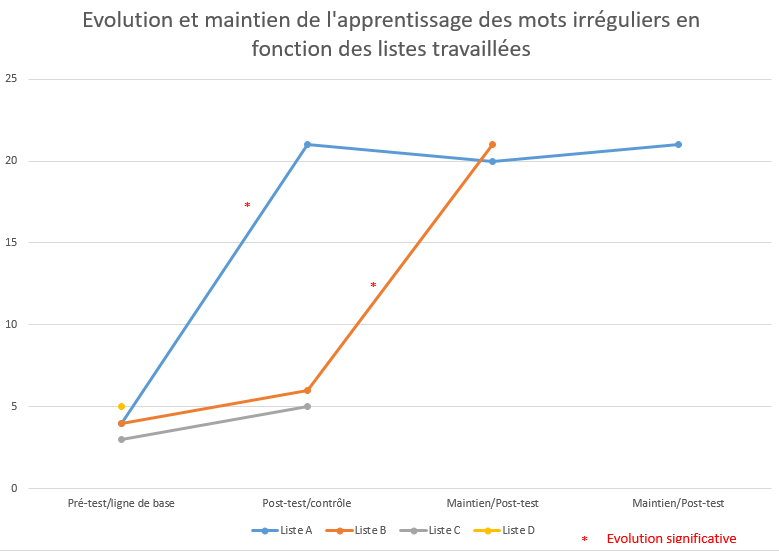 Evolution et maintien de l'apprentissage des mots irréguliers en
fonction des listes travaillées
25
20
15
10
5
0
*
*
Pré-test/ligne de base
Post-test/contrôle
Maintien/Post-test
Maintien/Post-test
Liste A
Liste B
Liste C
Liste D
* Evolution significative